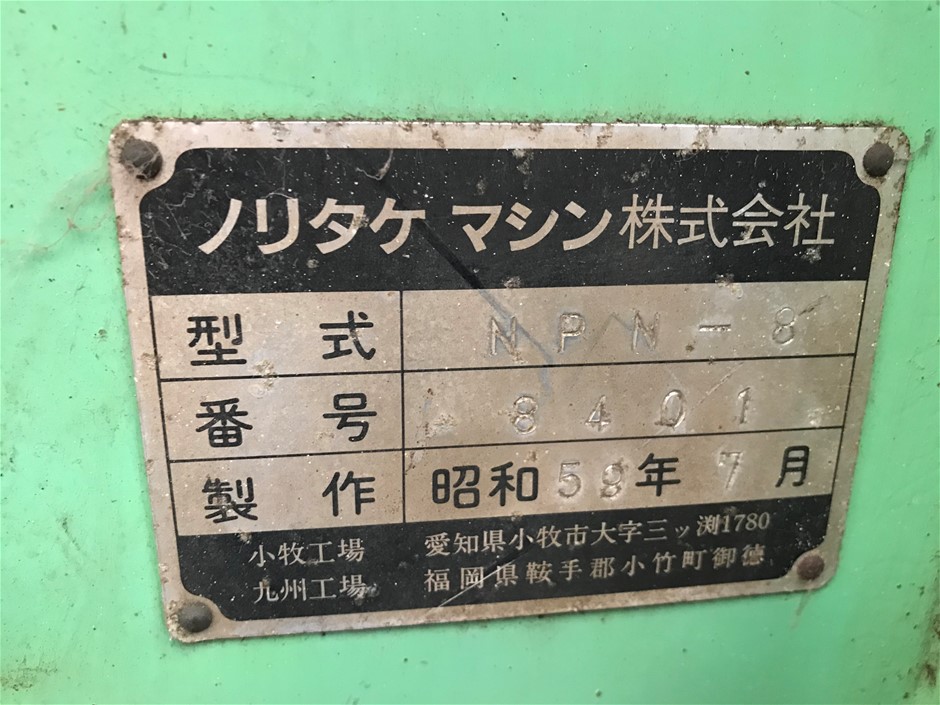 ノリタケ マシン株式会社
型式 NPN-8
番号 8401
製作 昭和59年7月
小牧工場 愛知県小牧市大字三ッ渕1780
九州工場 福岡県鞍手郡小竹町御徳